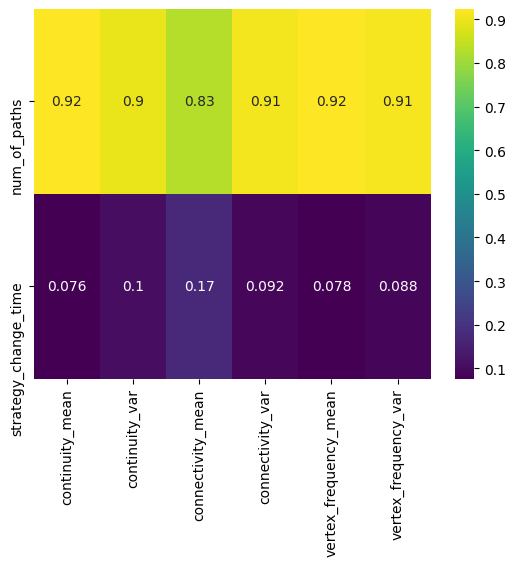 num_of_paths
0.92 0.9 0.83 0.91 0.92 0.91
strategy_change_time
0.076 0.1 0.17 0.092 0.078 0.088
continuity_mean
continuity_var
connectivity_mean
connectivity_var
vertex_frequency_mean
vertex_frequency_var
0.9
0.8
0.7
0.6
0.5
0.4
0.3
0.2
0.1